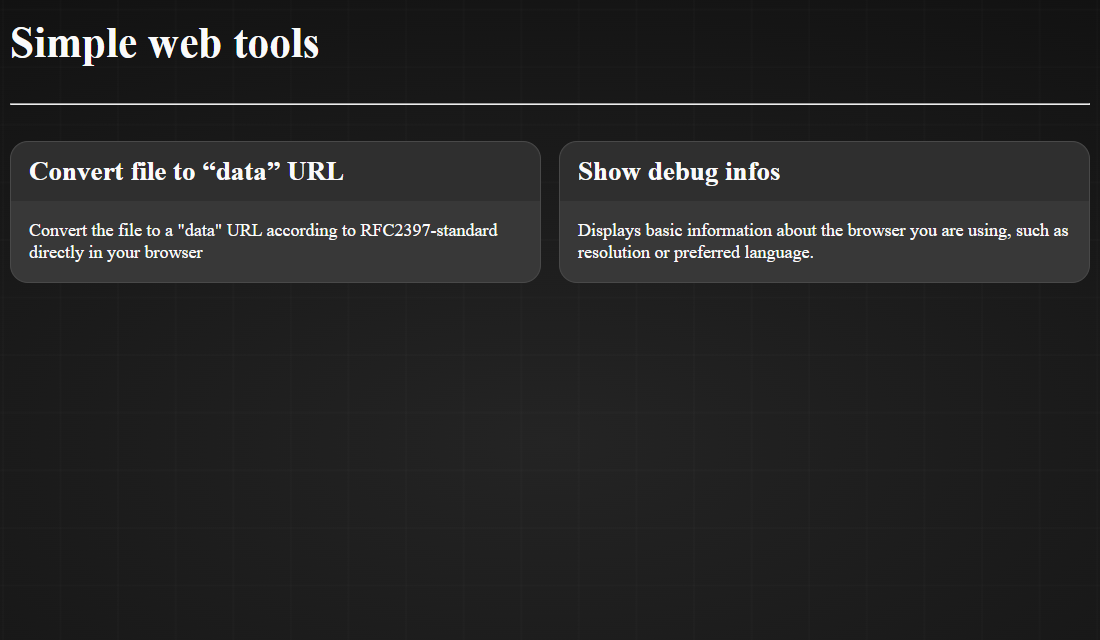 Simple web tools
Convert file to “data” URL
Convert the file to a "data" URL according to RFC2397-standard
directly in your browser
Show debug infos
Displays basic information about the browser you are using, such as
resolution or preferred language.